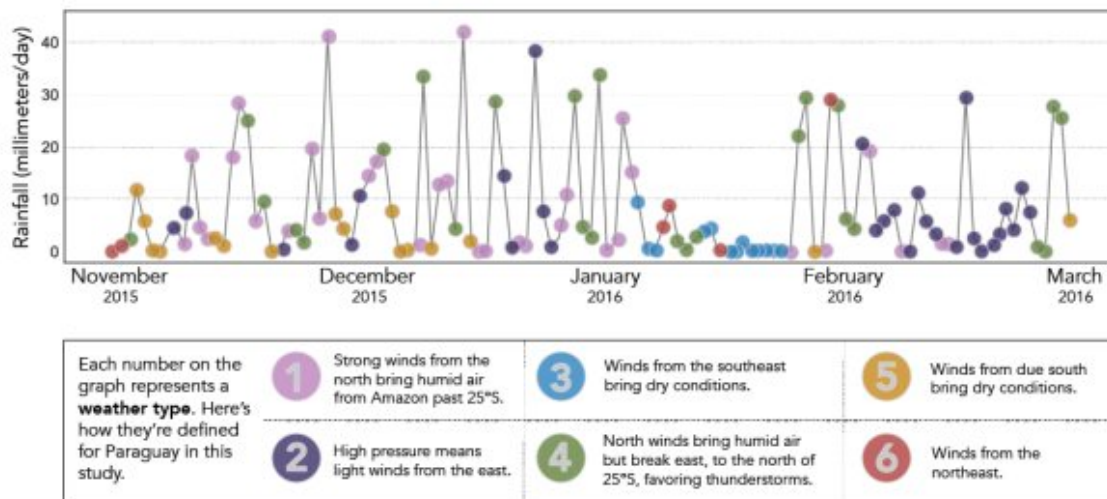 Rainfall (millimeters/day)
40
30
20
10
0
November
2015
December
2015
January
2016
February
2016
March
2016
Each number on the
graph represents a
weather type. Here's
how they're defined
for Paraguay in this
study.
1
Strong winds from the
north bring humid air
from Amazon past 25°S.
2
High pressure means
light winds from the east.
3
Winds from the southeast
bring dry conditions.
4
North winds bring humid air
but break east, to the north of
25°S, favoring thunderstorms.
5
Winds from due south
bring dry conditions.
6
Winds from the
northeast.